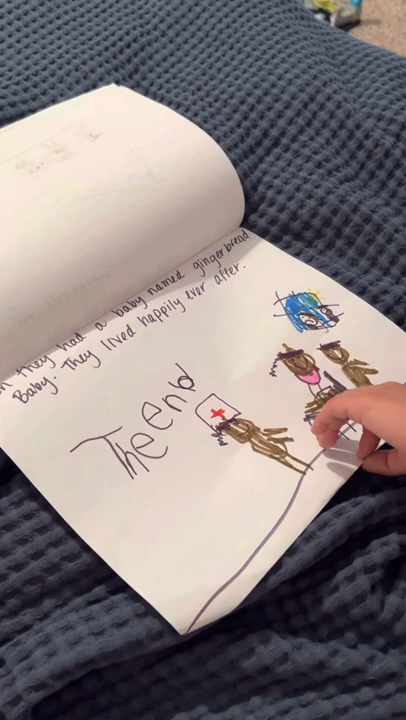 they had a baby named gingerbread
Baby. They lived happily ever after.
The end